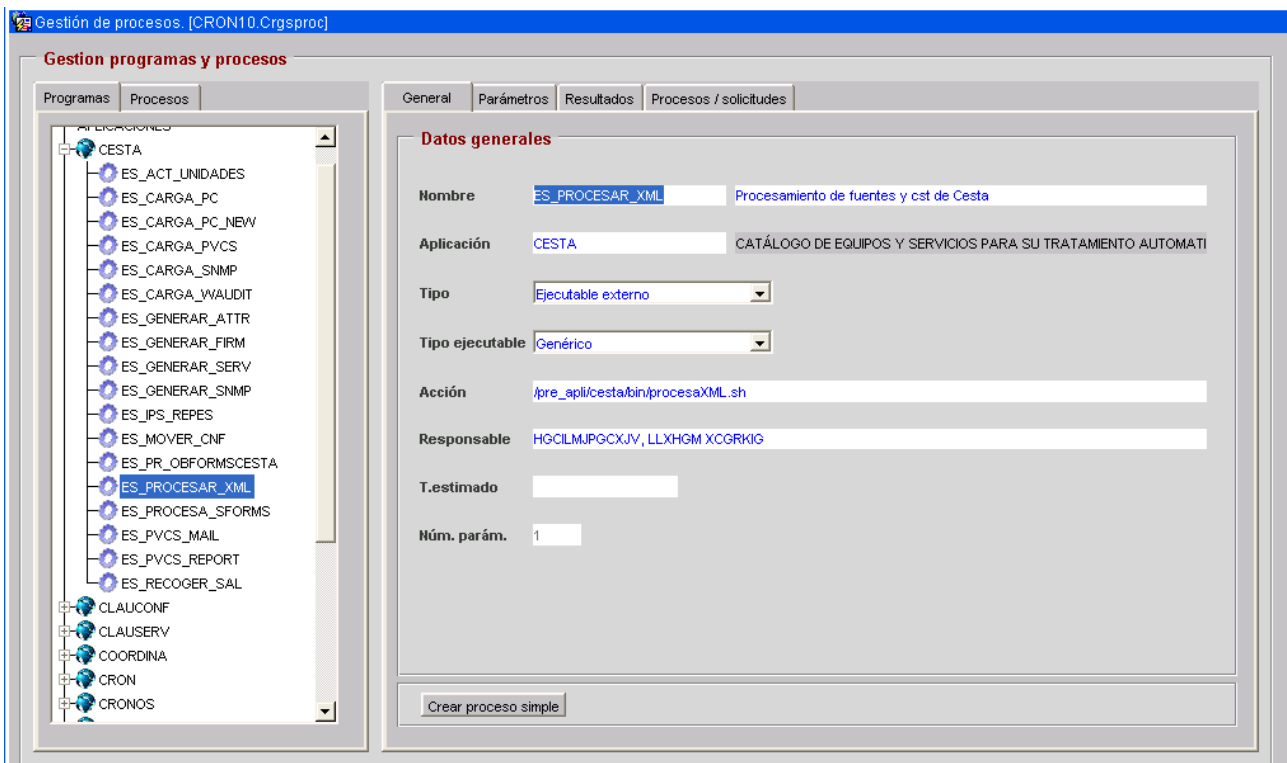 Gestión de procesos. [CRON10.Crgsproc]
Gestion programas y procesos
Programas Procesos
APLICACIONES
CESTA
ES_ACT_UNIDADES
ES_CARGA_PC
ES_CARGA_PC_NEW
ES_CARGA_PVCS
ES_CARGA_SNMP
ES_CARGA_WAUDIT
ES_GENERAR_ATTR
ES_GENERAR_FIRM
ES_GENERAR_SERV
ES_GENERAR_SNMP
ES_IPS_REPES
ES_MOVER_CNF
ES_PR_OBFORMSCESTA
ES_PROCESAR_XML
ES_PROCESA_SFORMS
ES_PVCS_MAIL
ES_PVCS_REPORT
ES_RECOGER_SAL
CLAUCONF
CLAUSERV
COORDINA
CRON
CRONOS
General Parámetros Resultados Procesos / solicitudes
Datos generales
Nombre ES_PROCESAR_XML Procesamiento de fuentes y cst de Cesta
Aplicación CESTA CATÁLOGO DE EQUIPOS Y SERVICIOS PARA SU TRATAMIENTO AUTOMATI
Tipo Ejecutable externo
Tipo ejecutable Genérico
Acción /pre_apli/cesta/bin/procesaXML.sh
Responsable HGCILMJPGCXJV, LLXHGM XCGRKIG
T.estimado
Núm. parám. 1
Crear proceso simple